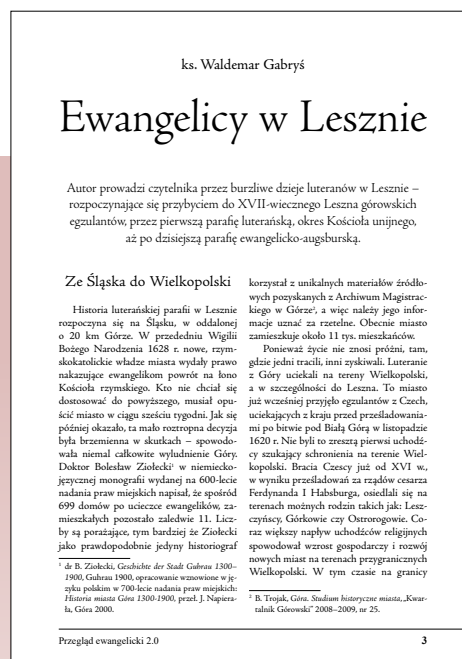 ks. Waldemar Gabryś
Ewangelicy w Lesznie
Autor prowadzi czytelnika przez burzliwe dzieje luteranów w Lesznie –
rozpoczynające się przybyciem do XVII-wiecznego Leszna górowskich
egzulantów, przez pierwszą parafię luterańską, okres Kościoła unijnego,
aż po dzisiejszą parafię ewangelicko-augsburską.
Ze Śląska do Wielkopolski
Historia luterańskiej parafii w Lesznie
rozpoczyna się na Śląsku, w oddalonej
o 20 km Górze. W przedediu Wigilii
Bożego Narodzenia 1628 r. nowe, rzym-
skokatolickie władze miasta wydały prawo
nakazujące ewangelikom powrót na łono
Kościoła rzymskiego. Kto nie chciał się
dostosować do powyższego, musiał opu-
ścić miasto w ciągu sześciu tygodni. Jak się
później okazało, ta mało roztropna decyzja
była brzemienna w skutkach – spowodo-
wała niemal całkowite wyludnienie Góry.
Doktor Bolesław Ziołecki¹ w niemiecko-
języcznej monografii wydanej na 600-lecie
nadania praw miejskich napisał, że spośród
699 domów po ucieczce ewangelików, za-
mieszkałych pozostało zaledwie 11. Licz-
by są porażające, tym bardziej że Ziołecki
jako prawdopodobnie jedyny historiograf
¹ dr B. Ziołecki, Geschichte der Stadt Guhrau 1300–
1900, Guhrau 1900, opracowanie wznowione w ję-
zyku polskim w 700-lecie nadania praw miejskich:
Historia miasta Góra 1300-1900, przeł. J. Napiera-
ła, Góra 2000.
korzystał z unikalnych materiałów źródło-
wych pozyskanych z Archiwum Magistrac-
kiego w Górze², a więc należy jego infor-
macje uznać za rzetelne. Obecnie miasto
zamieszkuje około 11 tys. mieszkańców.
Ponieważ życie nie znosi próżni, tam,
gdzie jedni tracili, inni zyskiwali. Luteranie
z Góry uciekali na tereny Wielkopolski,
a w szczególności do Leszna. To miasto
już wcześniej przyjęło egzulantów z Czech,
uciekających z kraju przed prześladowania-
mi po bitwie pod Białą Górą w listopadzie
1620 r. Nie byli to zresztą pierwsi uchodź-
cy szukający schronienia na terenie Wiel-
kopolski. Bracia Czescy już od XVI w.,
w wyniku prześladowań za rządów cesarza
Ferdynanda I Habsburga, osiedlali się na
terenach możnych rodzin takich jak: Lesz-
czyńscy, Górkowie czy Ostrorogowie. Co-
raz większy napływ uchodźców religijnych
spowodował wzrost gospodarczy i rozwój
nowych miast na terenach przygranicznych
Wielkopolski. W tym czasie na granicy
² B. Trojak, Góra. Studium historyczne miasta, „Kwar-
talnik Górowski” 2008–2009, nr 25.
Przegląd ewangelicki 2.0
3